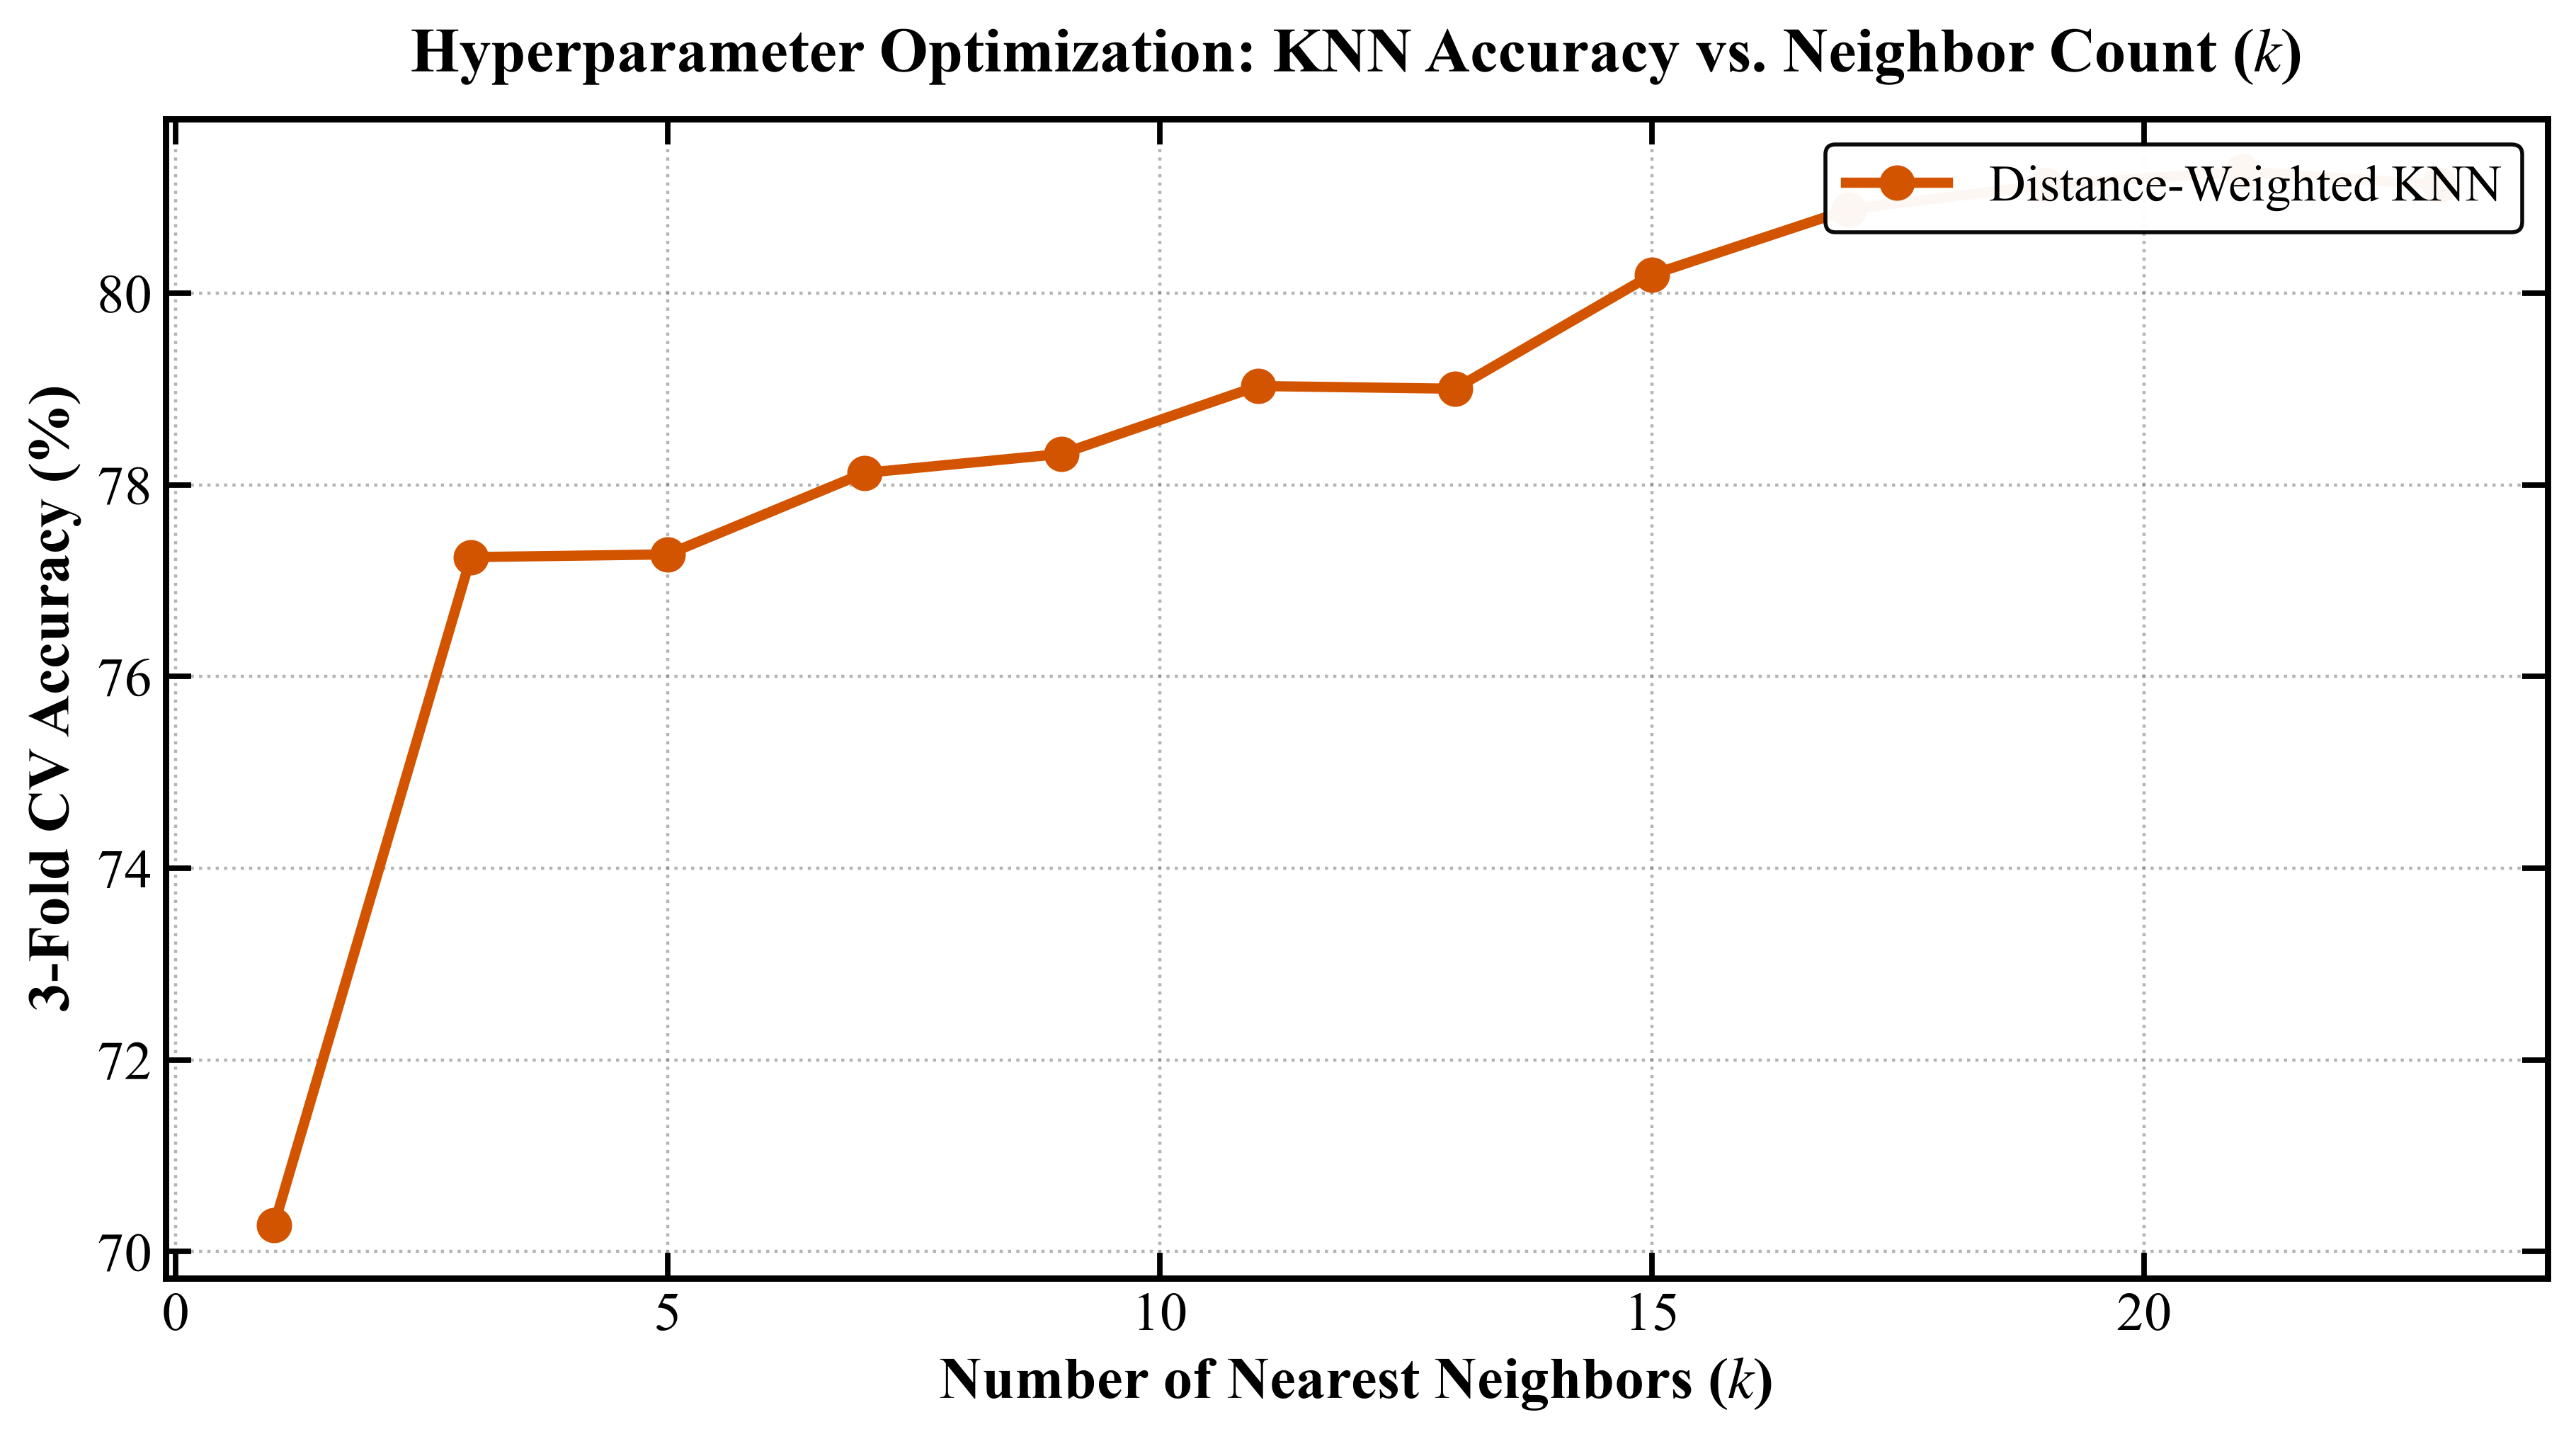 Hyperparameter Optimization: KNN Accuracy vs. Neighbor Count (k)
Distance-Weighted KNN
3-Fold CV Accuracy (%)
80
78
76
74
72
70
0 5 10 15 20
Number of Nearest Neighbors (k)